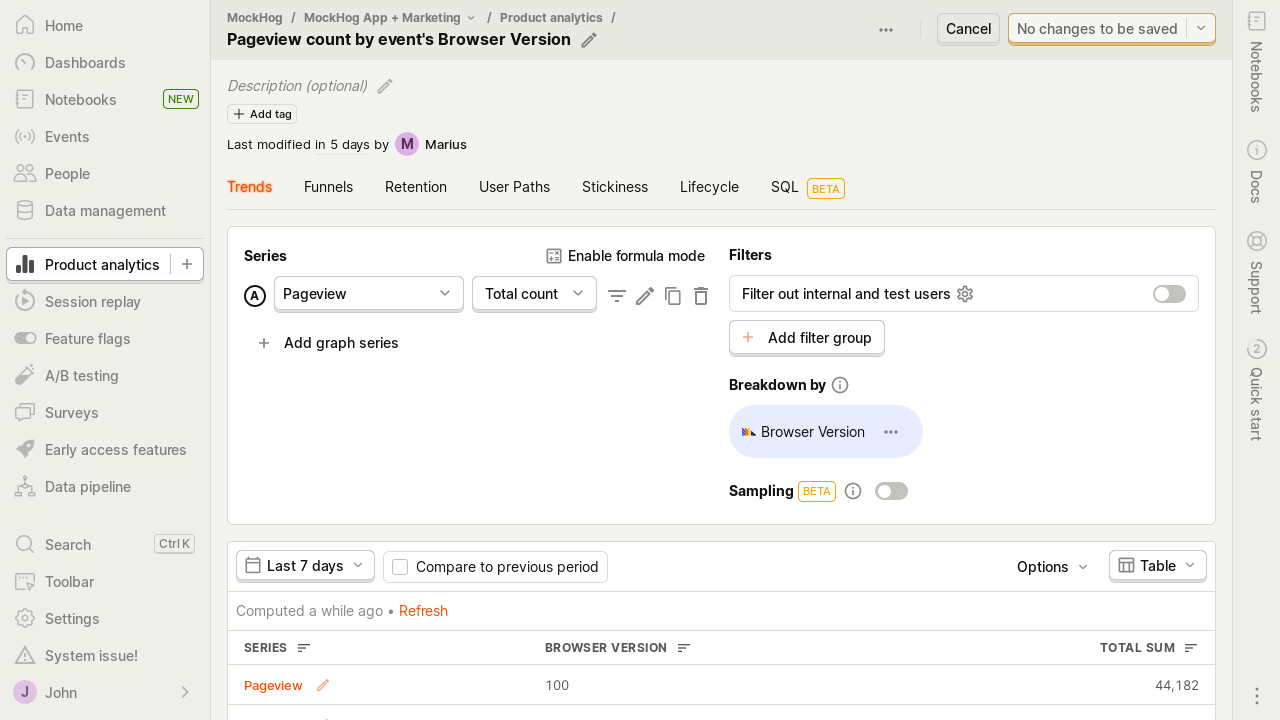 Home
Dashboards
Notebooks NEW
Events
People
Data management
Product analytics
Session replay
Feature flags
A/B testing
Surveys
Early access features
Data pipeline
Search Ctrl K
Toolbar
Settings
System issue!
J John
MockHog / MockHog App + Marketing / Product analytics /
Pageview count by event's Browser Version
Cancel No changes to be saved
Description (optional)
Add tag
Last modified in 5 days by M Marius
Trends Funnels Retention User Paths Stickiness Lifecycle SQL BETA
Series Enable formula mode
A Pageview Total count
Add graph series
Filters
Filter out internal and test users
Add filter group
Breakdown by
Browser Version
Sampling BETA
Last 7 days Compare to previous period Options Table
Computed a while ago • Refresh
SERIES BROWSER VERSION TOTAL SUM
Pageview 100 44,182
Notebooks
Docs
Support
2 Quick start